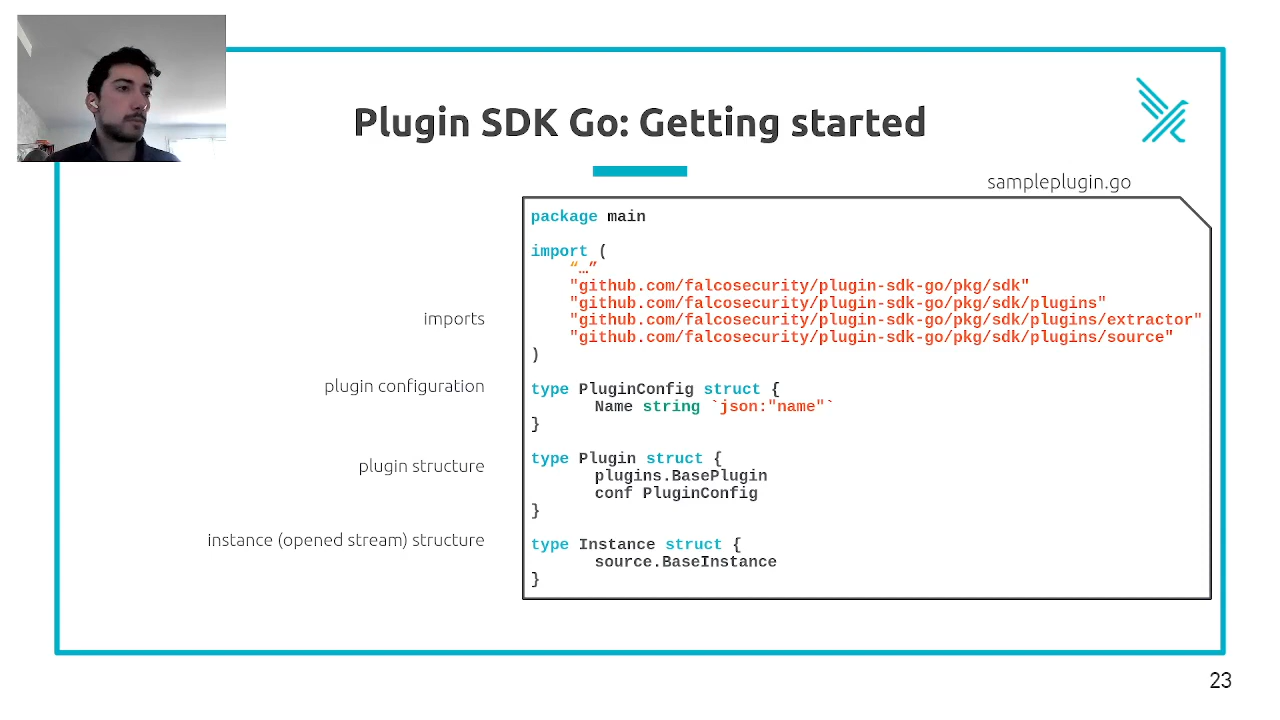 Plugin SDK Go: Getting started
sampleplugin.go
package main
import (
“…”
"github.com/falcosecurity/plugin-sdk-go/pkg/sdk"
"github.com/falcosecurity/plugin-sdk-go/pkg/sdk/plugins"
"github.com/falcosecurity/plugin-sdk-go/pkg/sdk/plugins/extractor"
"github.com/falcosecurity/plugin-sdk-go/pkg/sdk/plugins/source"
)
imports
type PluginConfig struct {
Name string `json:"name"`
}
plugin configuration
type Plugin struct {
plugins.BasePlugin
conf PluginConfig
}
plugin structure
type Instance struct {
source.BaseInstance
}
instance (opened stream) structure
23